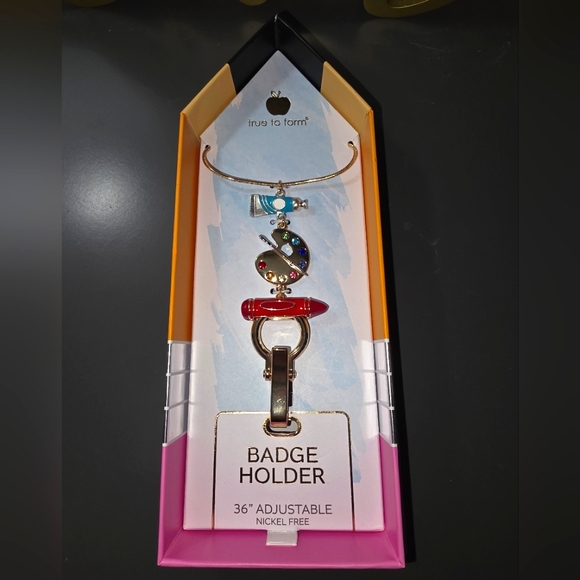 true to form®
BADGE
HOLDER
36" ADJUSTABLE
NICKEL FREE